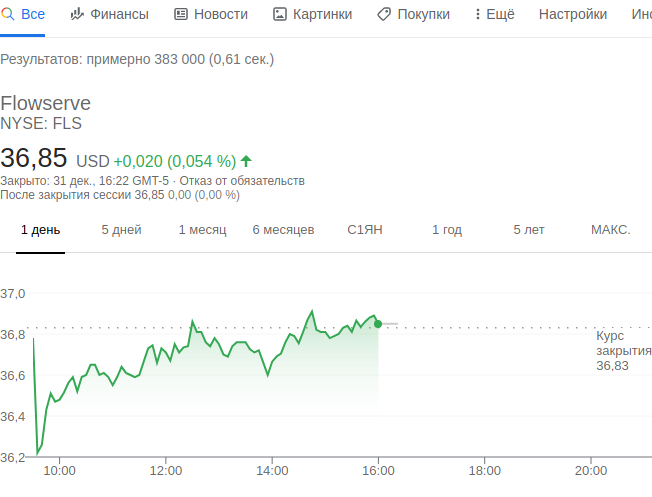 Все Финансы Новости Картинки Покупки Ещё Настройки Инс
Результатов: примерно 383 000 (0,61 сек.)
Flowserve
NYSE: FLS
36,85 USD +0,020 (0,054 %)
Закрыто: 31 дек., 16:22 GMT-5 · Отказ от обязательств
После закрытия сессии 36,85 0,00 (0,00 %)
1 день 5 дней 1 месяц 6 месяцев С1ЯН 1 год 5 лет МАКС.
37,0
36,8
Курс
закрытия
36,83
36,6
36,4
36,2
10:00 12:00 14:00 16:00 18:00 20:00